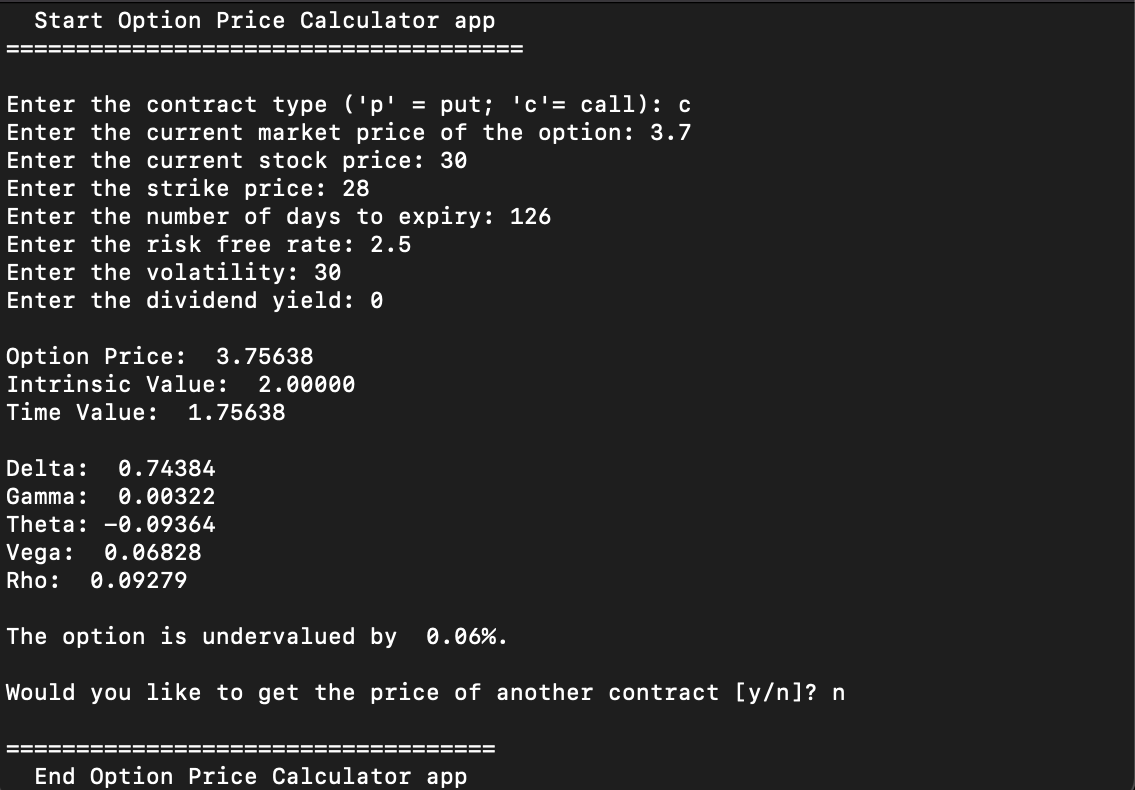 Start Option Price Calculator app
=====================================
Enter the contract type ('p' = put; 'c'= call): c
Enter the current market price of the option: 3.7
Enter the current stock price: 30
Enter the strike price: 28
Enter the number of days to expiry: 126
Enter the risk free rate: 2.5
Enter the volatility: 30
Enter the dividend yield: 0
Option Price:  3.75638
Intrinsic Value:  2.00000
Time Value:  1.75638
Delta:  0.74384
Gamma:  0.00322
Theta: -0.09364
Vega:  0.06828
Rho:  0.09279
The option is undervalued by  0.06%.
Would you like to get the price of another contract [y/n]? n
===================================
End Option Price Calculator app